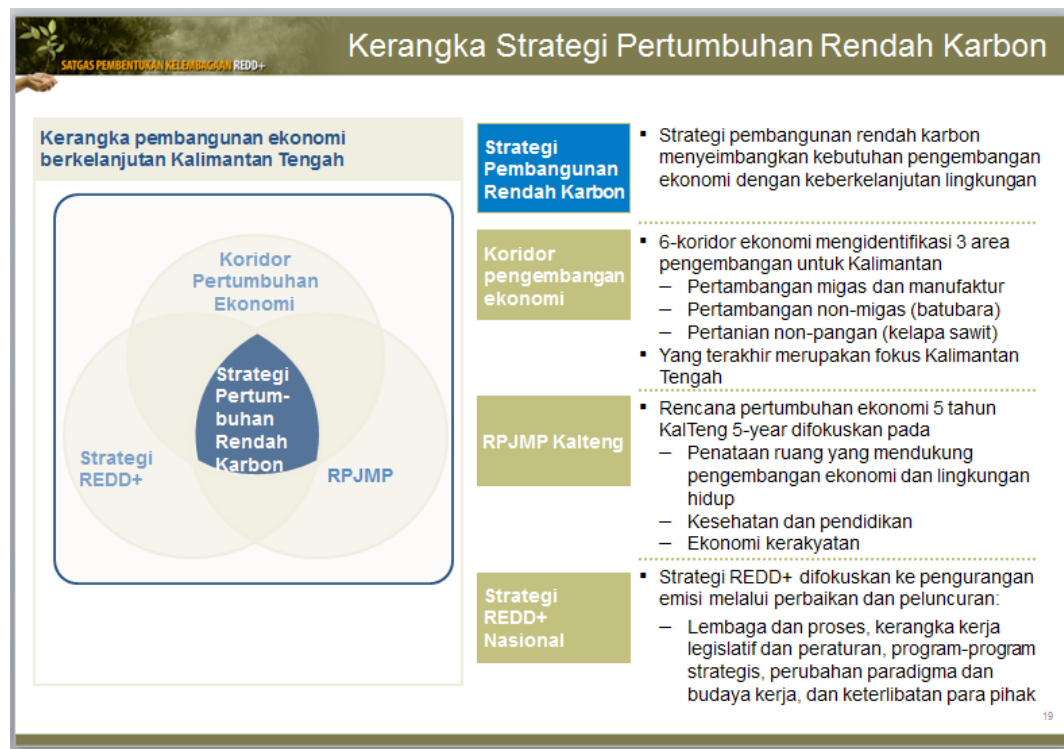 SATGAS PEMBENTUKAN KELEMBAGAAN REDD+
Kerangka Strategi Pertumbuhan Rendah Karbon
Kerangka pembangunan ekonomi
berkelanjutan Kalimantan Tengah
Koridor
Pertumbuhan
Ekonomi
Strategi
Pertum-
buhan
Rendah
Karbon
Strategi
REDD+
RPJMP
Strategi
Pembangunan
Rendah Karbon
▪ Strategi pembangunan rendah karbon
menyeimbangkan kebutuhan pengembangan
ekonomi dengan keberkelanjutan lingkungan
Koridor
pengembangan
ekonomi
▪ 6-koridor ekonomi mengidentifikasi 3 area
pengembangan untuk Kalimantan
– Pertambangan migas dan manufaktur
– Pertambangan non-migas (batubara)
– Pertanian non-pangan (kelapa sawit)
▪ Yang terakhir merupakan fokus Kalimantan
Tengah
RPJMP Kalteng
▪ Rencana pertumbuhan ekonomi 5 tahun
KalTeng 5-year difokuskan pada
– Penataan ruang yang mendukung
pengembangan ekonomi dan lingkungan
hidup
– Kesehatan dan pendidikan
– Ekonomi kerakyatan
Strategi
REDD+
Nasional
▪ Strategi REDD+ difokuskan ke pengurangan
emisi melalui perbaikan dan peluncuran:
– Lembaga dan proses, kerangka kerja
legislatif dan peraturan, program-program
strategis, perubahan paradigma dan
budaya kerja, dan keterlibatan para pihak
19